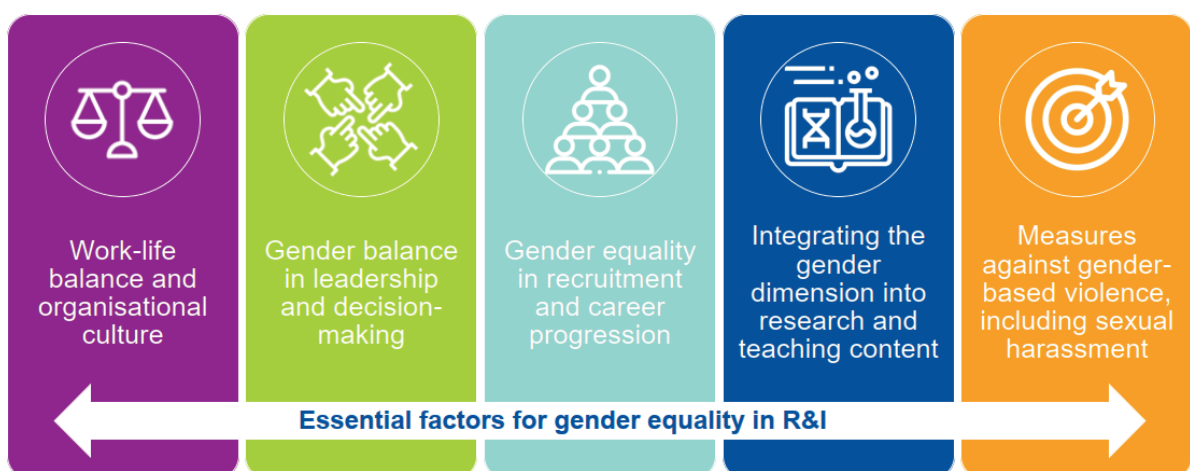 Work-life
balance and
organisational
culture
Gender balance
in leadership
and decision-
making
Gender equality
in recruitment
and career
progression
Integrating the
gender
dimension into
research and
teaching content
Measures
against gender-
based violence,
including sexual
harassment
Essential factors for gender equality in R&I